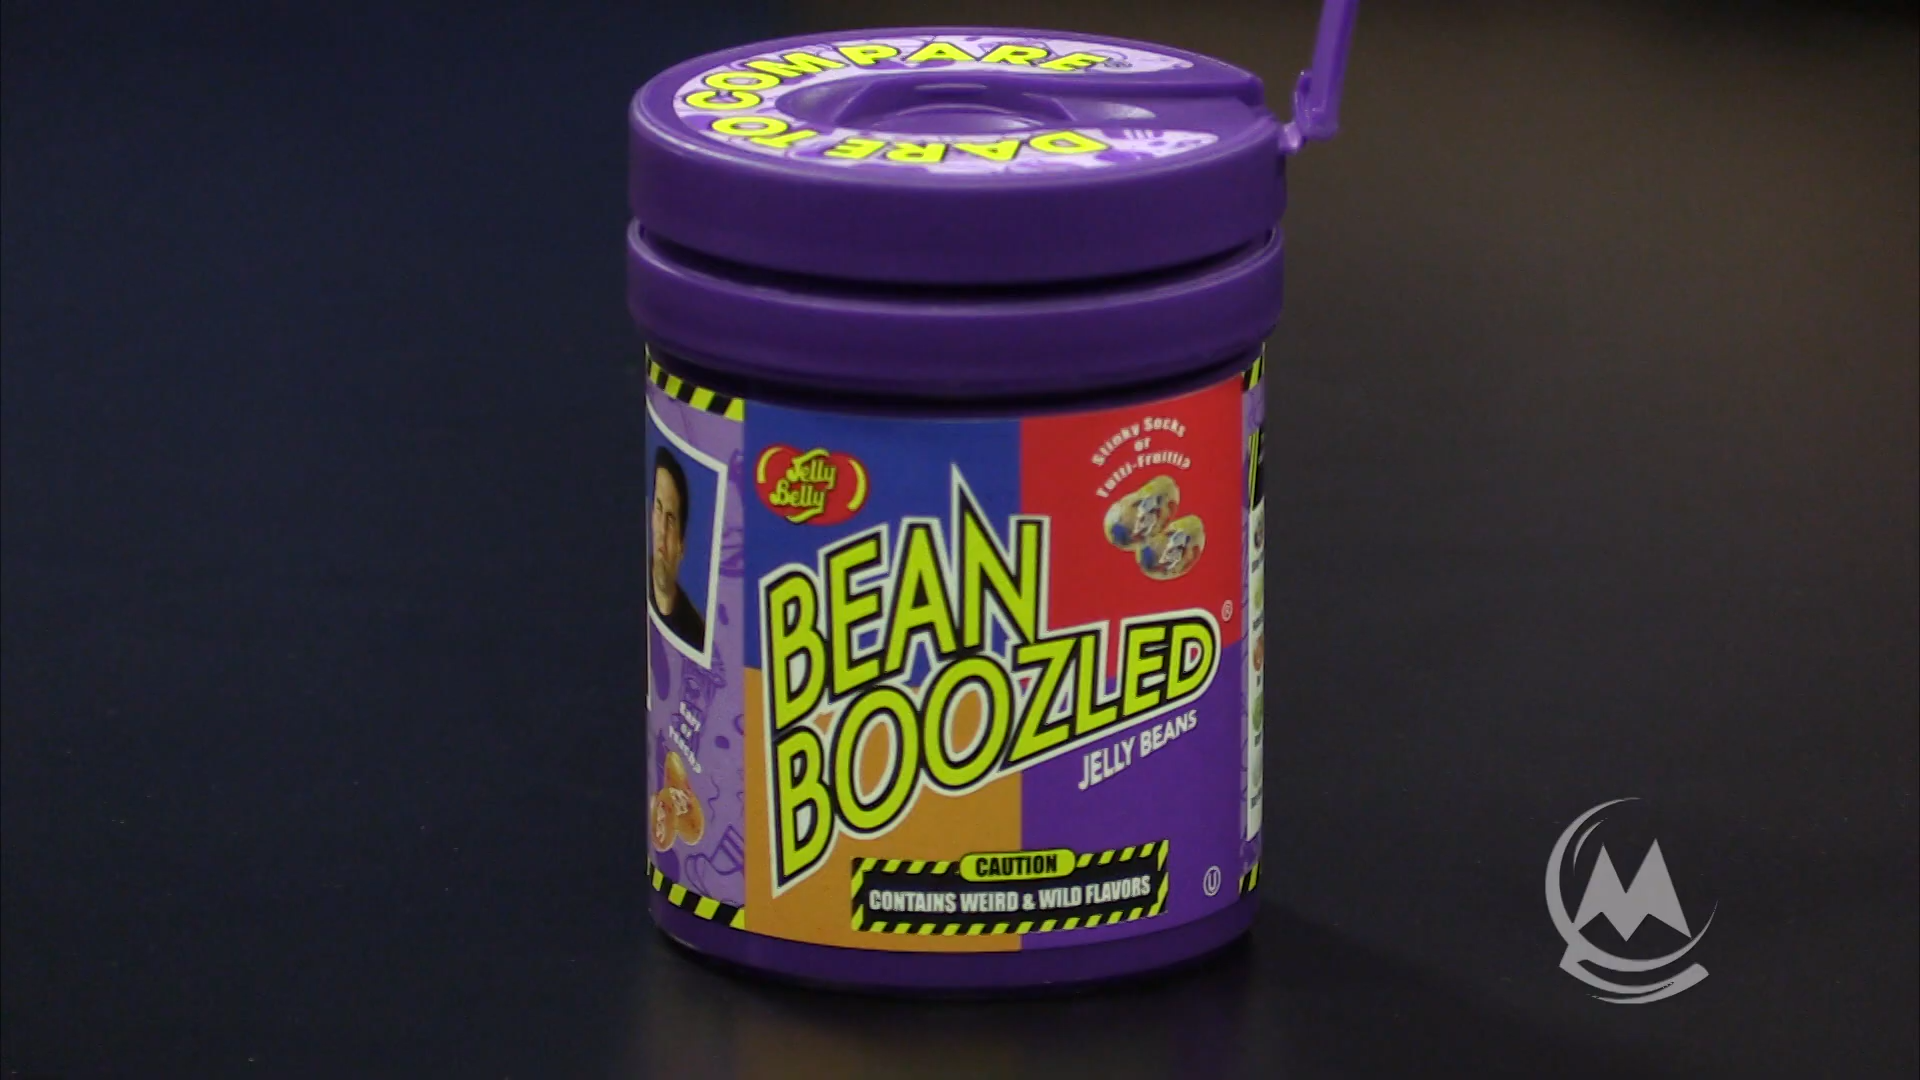 DARE TO COMPARE®
Jelly
Belly
Stinky Socks
or
Tutti-Fruitti?
BEAN
BOOZLED®
JELLY BEANS
CAUTION
CONTAINS WEIRD & WILD FLAVORS
U
or
M